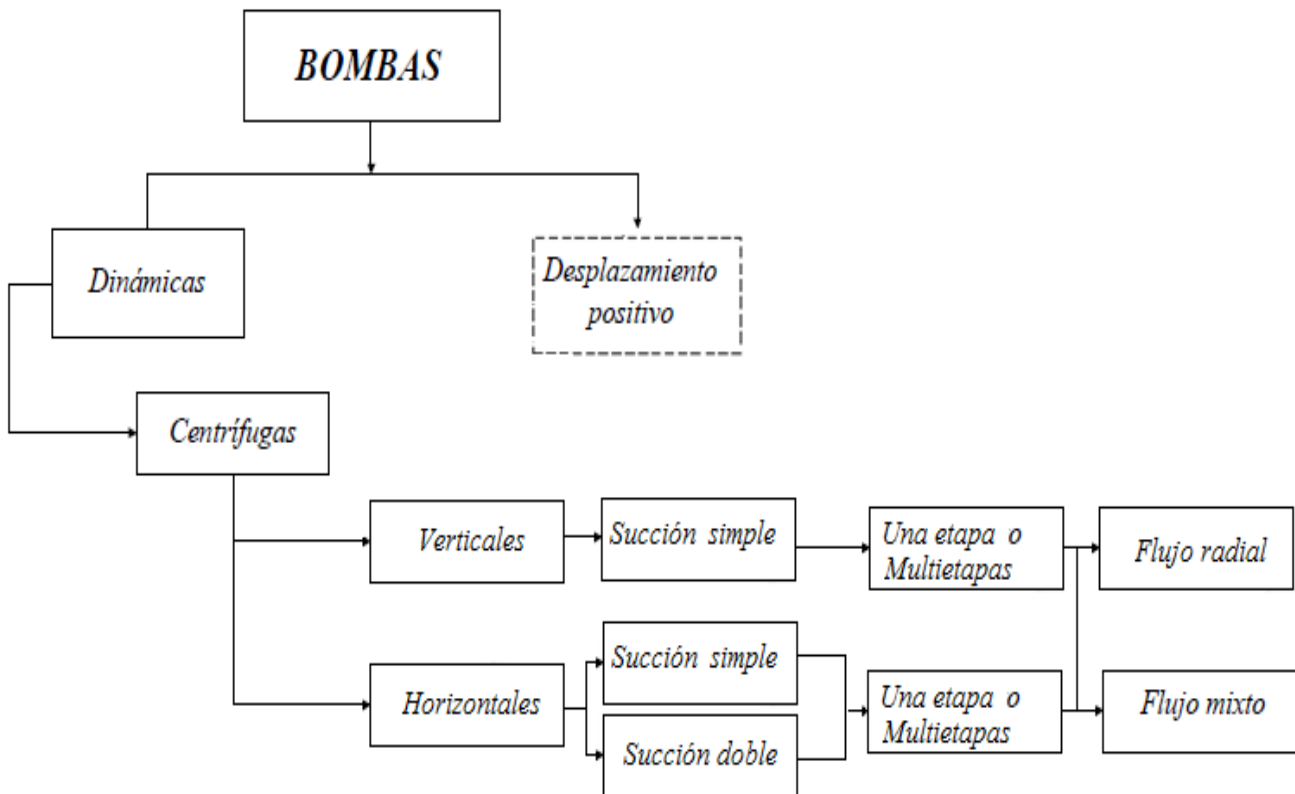 BOMBAS
Dinámicas
Desplazamiento
positivo
Centrífugas
Verticales
Succión simple
Una etapa o
Multietapas
Flujo radial
Horizontales
Succión simple
Succión doble
Una etapa o
Multietapas
Flujo mixto